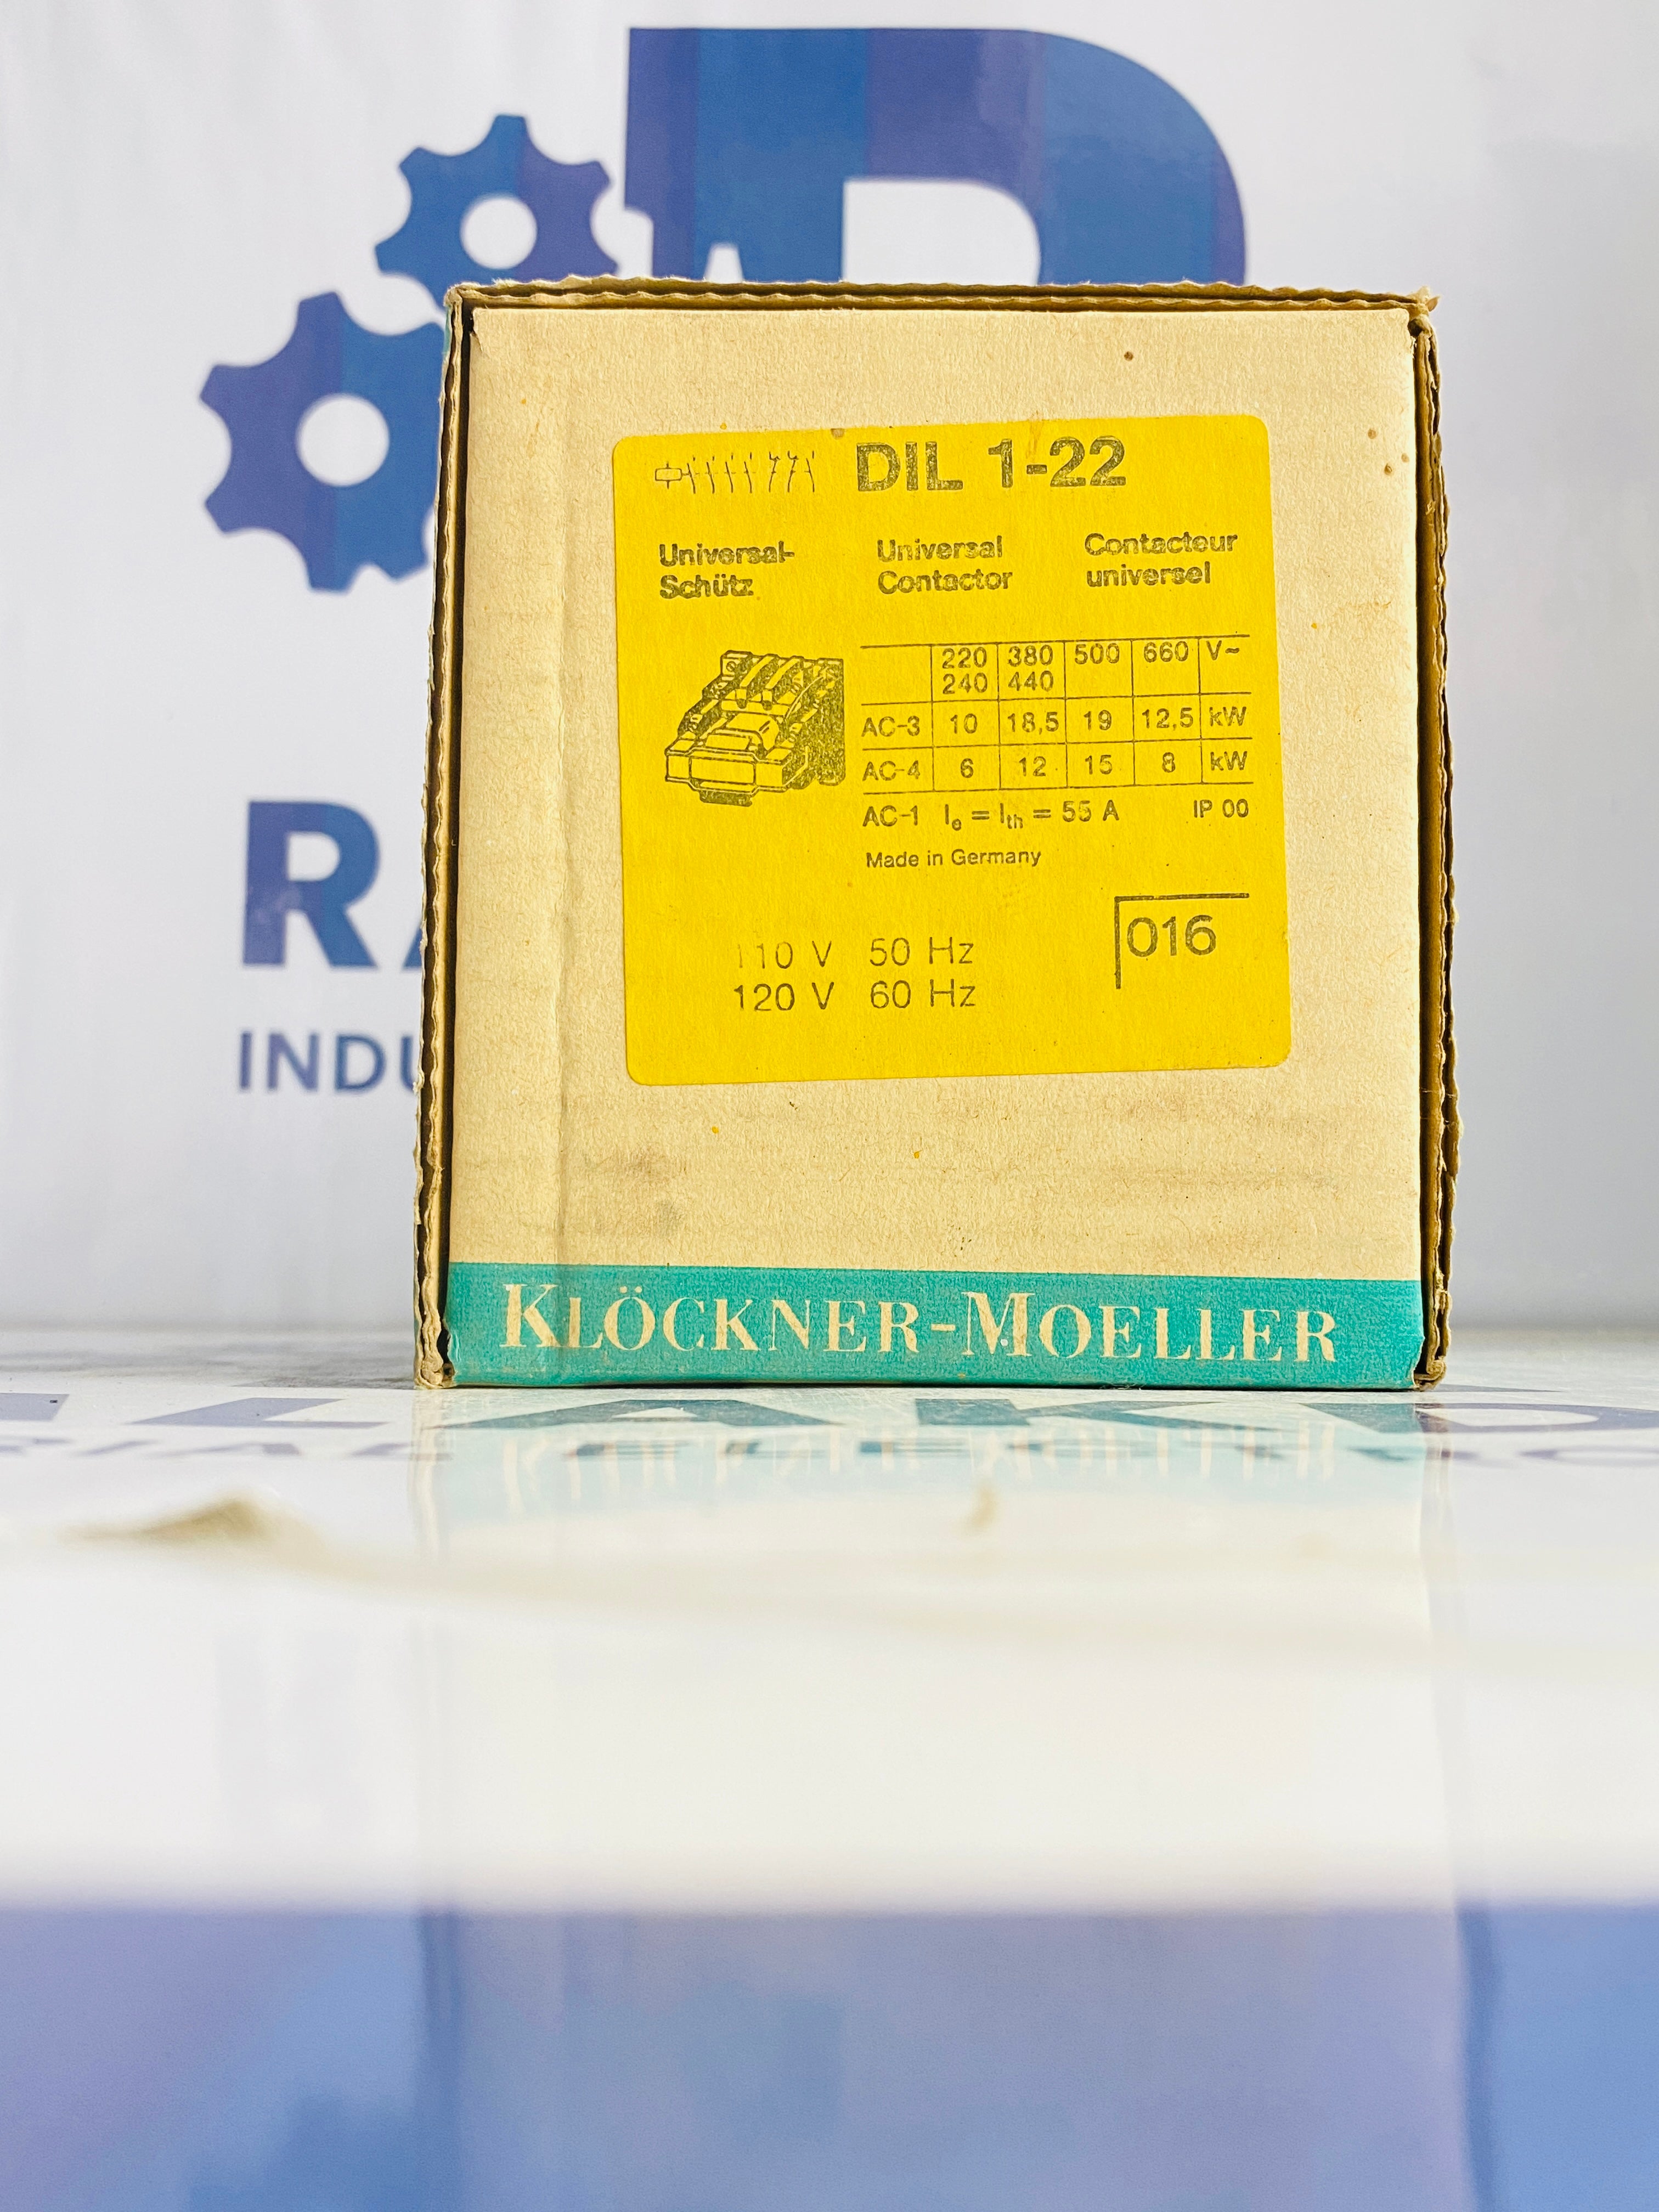 DIL 1-22
Universal- Universal Contacteur
Schütz Contactor universel
220 380 500 660 V~
240 440
AC-3 10 18,5 19 12,5 kW
AC-4 6 12 15 8 kW
AC-1 Ie = Ith = 55 A IP 00
Made in Germany
016
110 V 50 Hz
120 V 60 Hz
KLÖCKNER-MOELLER
INDU